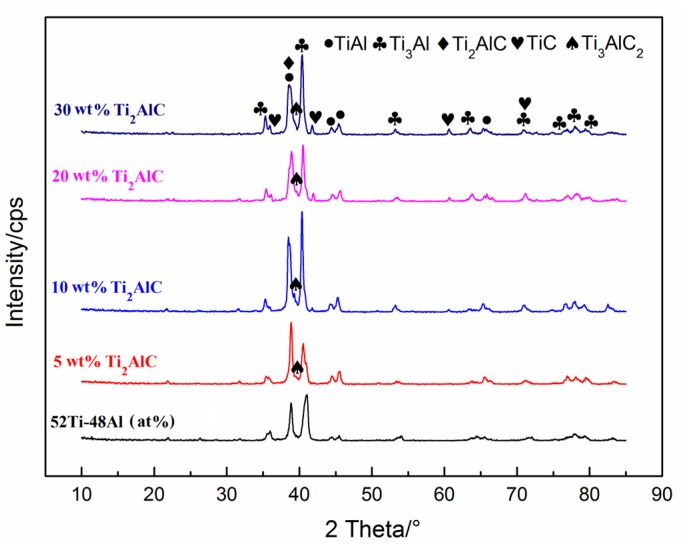 ●TiAl ♣Ti₃Al ♦Ti₂AlC ♥TiC ♠Ti₃AlC₂
30 wt% Ti₂AlC
20 wt% Ti₂AlC
10 wt% Ti₂AlC
5 wt% Ti₂AlC
52Ti-48Al (at%)
Intensity/cps
10 20 30 40 50 60 70 80 90
2 Theta/°